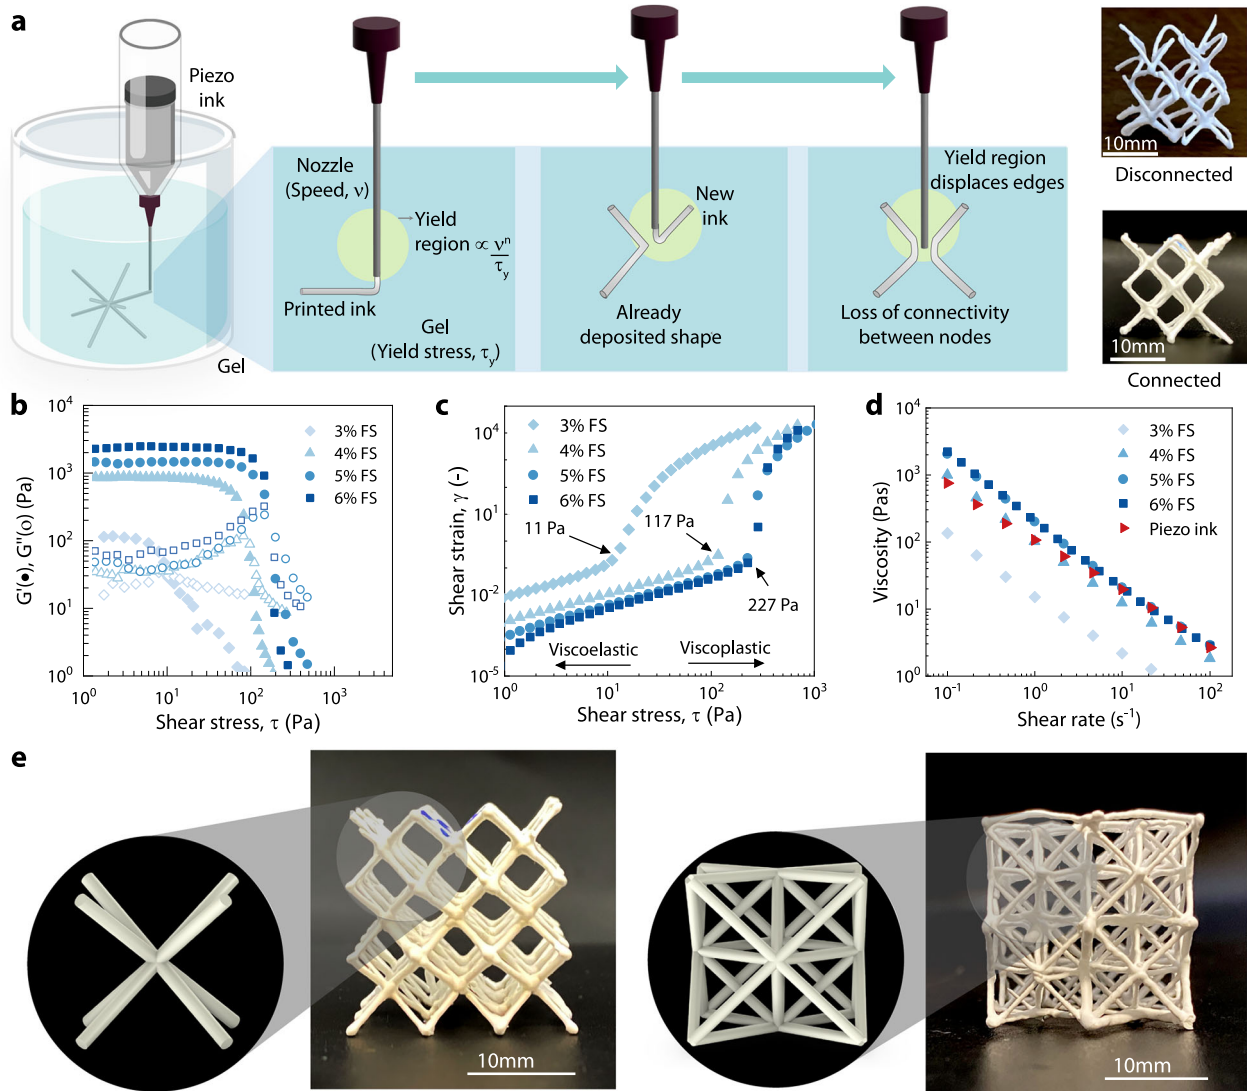 a
Piezo
ink
Gel
Nozzle
(Speed, ν)
Yield
region ∝ νⁿ
τy
Printed ink
Gel
(Yield stress, τy)
New
ink
Already
deposited shape
Yield region
displaces edges
Loss of connectivity
between nodes
10mm
Disconnected
10mm
Connected
b
G'(●), G"(o) (Pa)
10⁴
10³
10²
10¹
10⁰
10⁰
10¹
10²
10³
Shear stress, τ (Pa)
3% FS
4% FS
5% FS
6% FS
c
Shear strain, γ (-)
10⁴
10¹
10⁻²
10⁻⁵
10⁰
10¹
10²
10³
Shear stress, τ (Pa)
3% FS
4% FS
5% FS
6% FS
11 Pa
117 Pa
227 Pa
Viscoelastic
Viscoplastic
d
Viscosity (Pas)
10⁴
10³
10²
10¹
10⁰
10⁻¹
10⁰
10¹
10²
Shear rate (s⁻¹)
3% FS
4% FS
5% FS
6% FS
Piezo ink
e
10mm
10mm